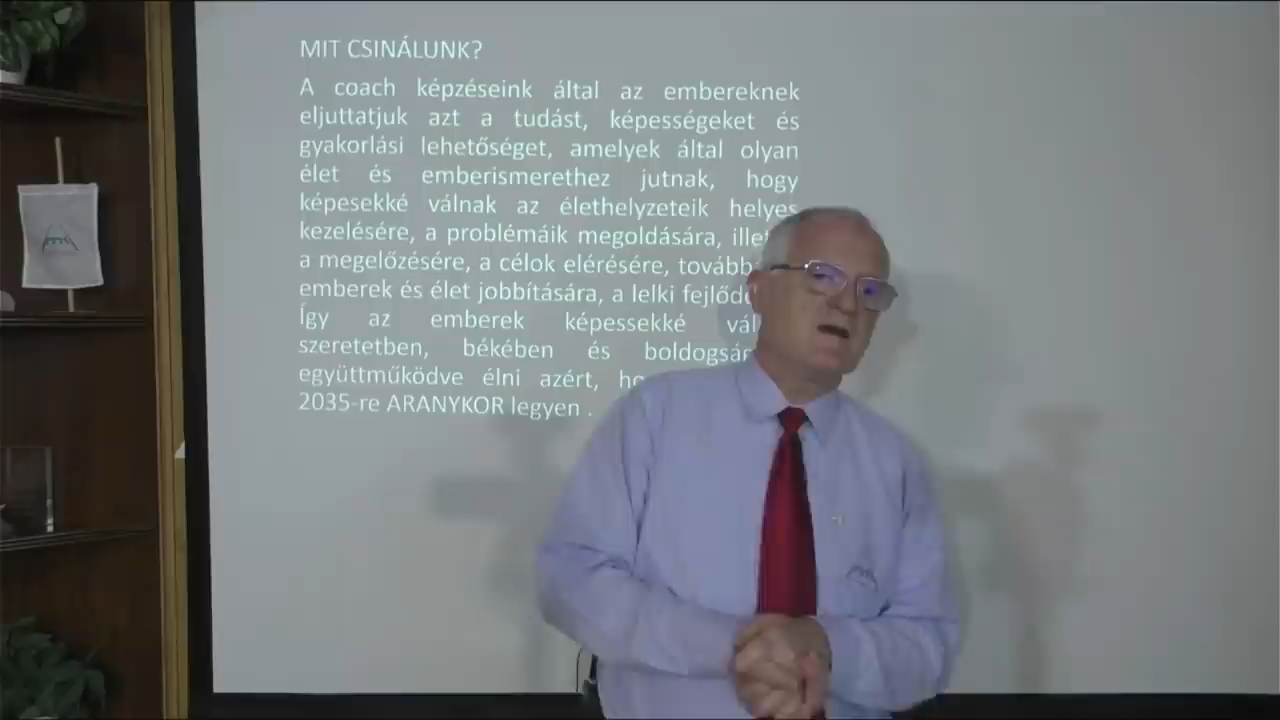 MIT CSINÁLUNK?
A coach képzéseink által az embereknek
eljuttatjuk azt a tudást, képességeket és
gyakorlási lehetőséget, amelyek által olyan
élet és emberismerethez jutnak, hogy
képesekké válnak az élethelyzeteik helyes
kezelésére, a problémáik megoldására,
a megelőzésére, a célok elérésére,
emberek és élet jobbítására, a lelki
Így az emberek képessekké
szeretetben, békében és
együttműködve élni azért,
2035-re ARANYKOR legyen .